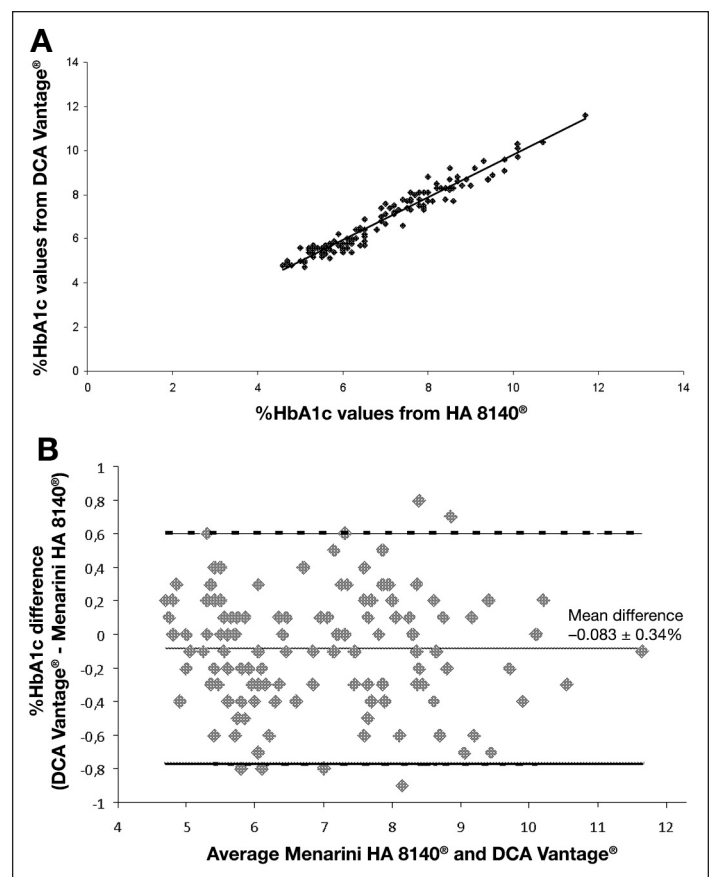 A
%HbA1c values from DCA Vantage®
14
12
10
8
6
4
2
0
0 2 4 6 8 10 12 14
%HbA1c values from HA 8140®
B
%HbA1c difference
(DCA Vantage® - Menarini HA 8140®)
1
0,8
0,6
0,4
0,2
0
-0,2
-0,4
-0,6
-0,8
-1
Mean difference
–0.083 ± 0.34%
4 5 6 7 8 9 10 11 12
Average Menarini HA 8140® and DCA Vantage®